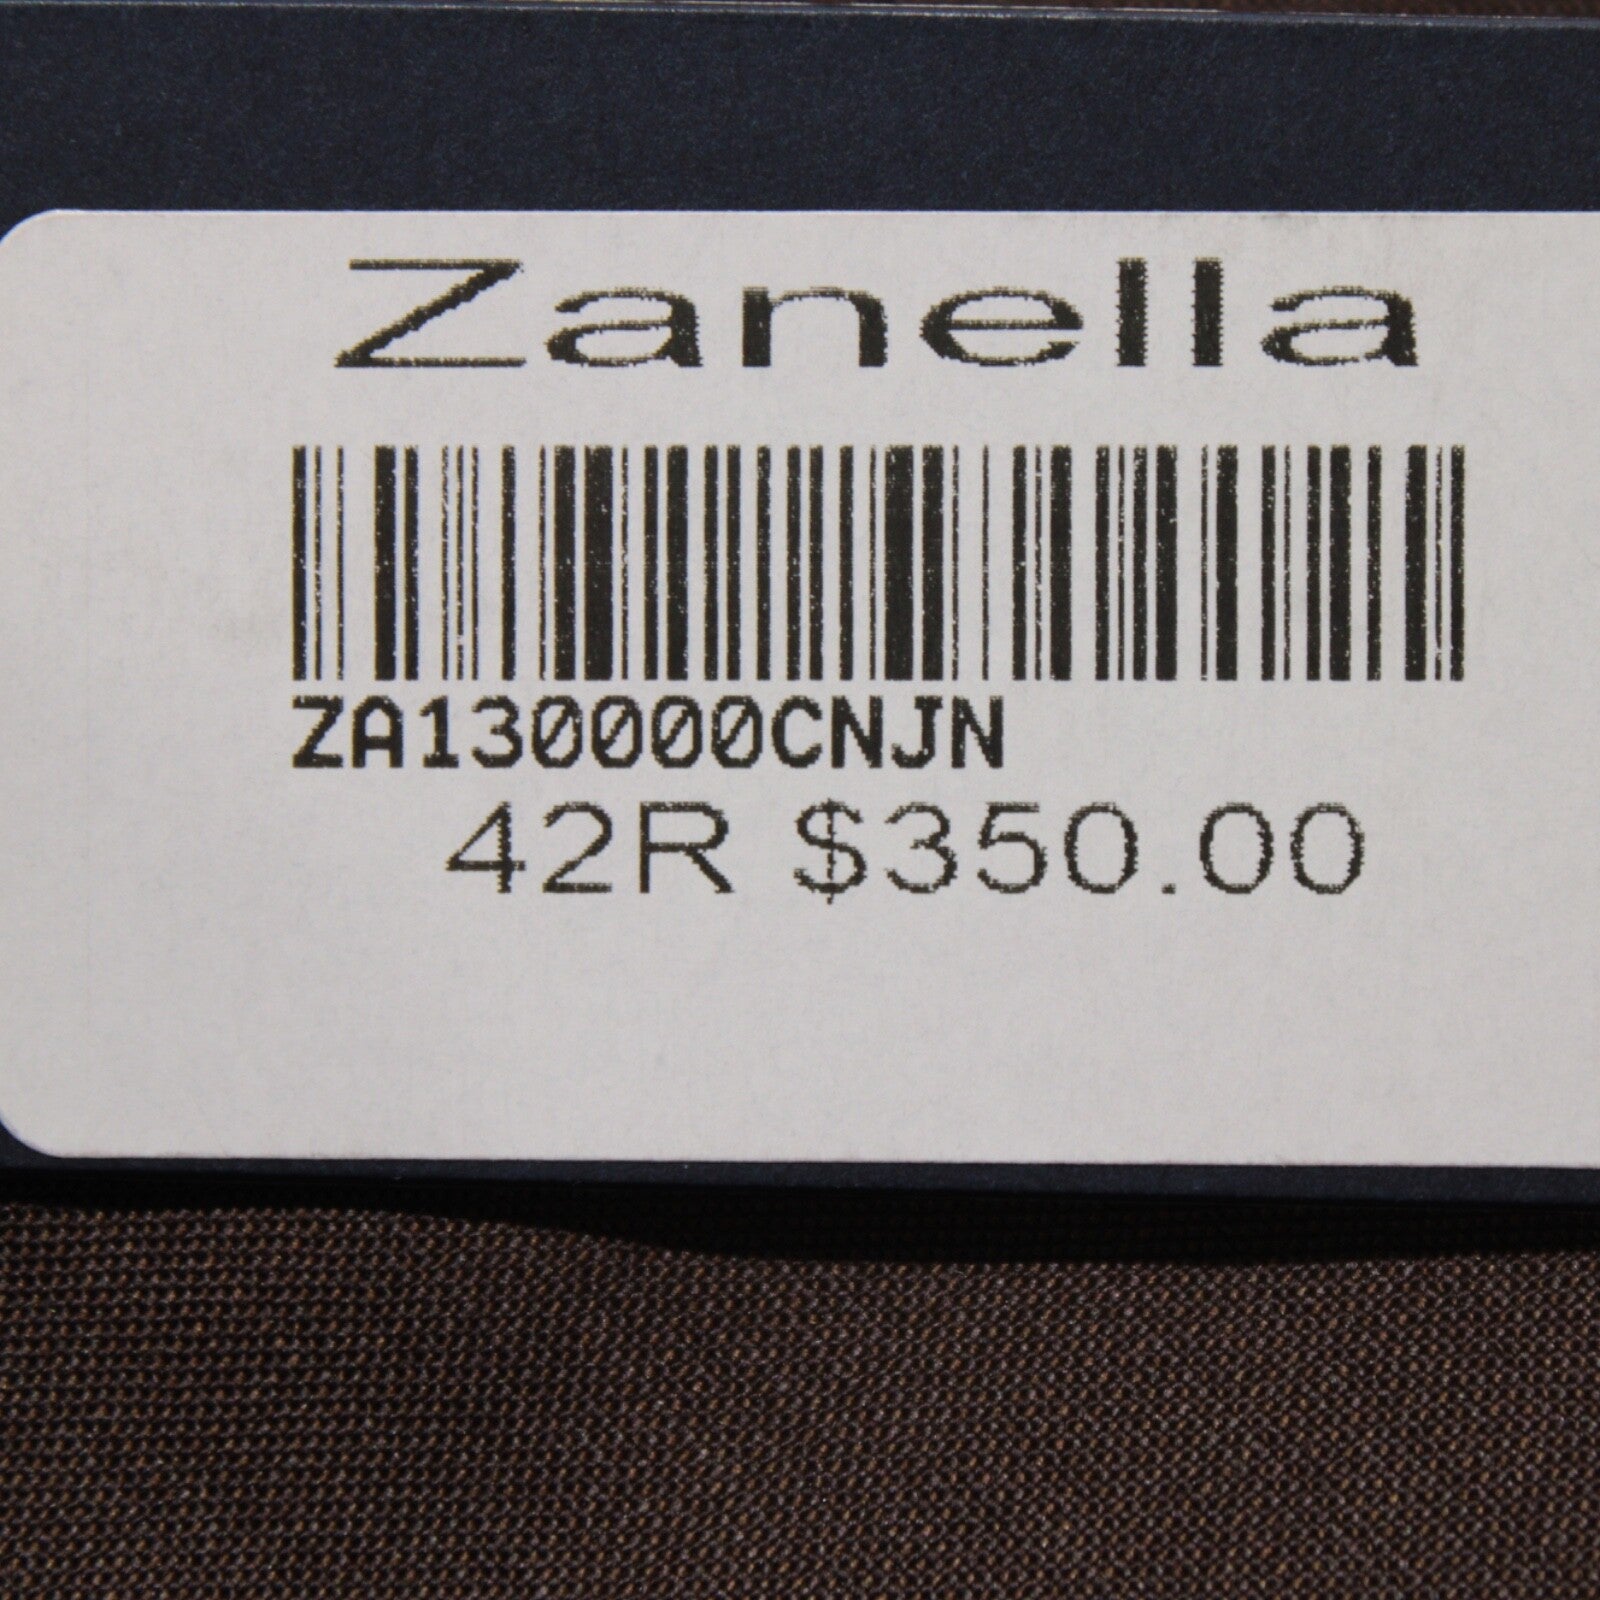 Zanella
ZA130000CNJN
42R $350.00